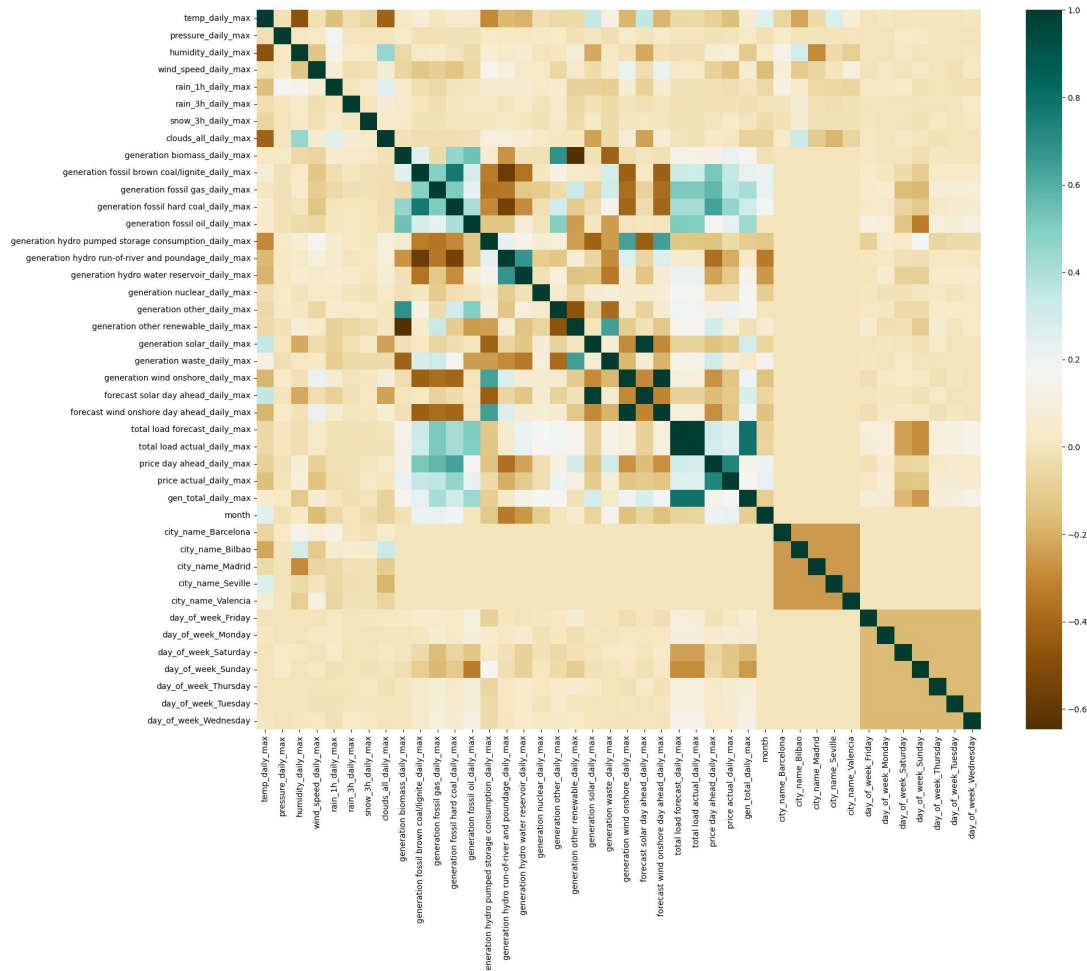 temp_daily_max
pressure_daily_max
humidity_daily_max
wind_speed_daily_max
rain_1h_daily_max
rain_3h_daily_max
snow_3h_daily_max
clouds_all_daily_max
generation biomass_daily_max
generation fossil brown coal/lignite_daily_max
generation fossil gas_daily_max
generation fossil hard coal_daily_max
generation fossil oil_daily_max
generation hydro pumped storage consumption_daily_max
generation hydro run-of-river and poundage_daily_max
generation hydro water reservoir_daily_max
generation nuclear_daily_max
generation other_daily_max
generation other renewable_daily_max
generation solar_daily_max
generation waste_daily_max
generation wind onshore_daily_max
forecast solar day ahead_daily_max
forecast wind onshore day ahead_daily_max
total load forecast_daily_max
total load actual_daily_max
price day ahead_daily_max
price actual_daily_max
gen_total_daily_max
month
city_name_Barcelona
city_name_Bilbao
city_name_Madrid
city_name_Seville
city_name_Valencia
day_of_week_Friday
day_of_week_Monday
day_of_week_Saturday
day_of_week_Sunday
day_of_week_Thursday
day_of_week_Tuesday
day_of_week_Wednesday
temp_daily_max
pressure_daily_max
humidity_daily_max
wind_speed_daily_max
rain_1h_daily_max
rain_3h_daily_max
snow_3h_daily_max
clouds_all_daily_max
generation biomass_daily_max
generation fossil brown coal/lignite_daily_max
generation fossil gas_daily_max
generation fossil hard coal_daily_max
generation fossil oil_daily_max
eneration hydro pumped storage consumption_daily_max
generation hydro run-of-river and poundage_daily_max
generation hydro water reservoir_daily_max
generation nuclear_daily_max
generation other_daily_max
generation other renewable_daily_max
generation solar_daily_max
generation waste_daily_max
generation wind onshore_daily_max
forecast solar day ahead_daily_max
forecast wind onshore day ahead_daily_max
total load forecast_daily_max
total load actual_daily_max
price day ahead_daily_max
price actual_daily_max
gen_total_daily_max
month
city_name_Barcelona
city_name_Bilbao
city_name_Madrid
city_name_Seville
city_name_Valencia
day_of_week_Friday
day_of_week_Monday
day_of_week_Saturday
day_of_week_Sunday
day_of_week_Thursday
day_of_week_Tuesday
day_of_week_Wednesday
1.0
0.8
0.6
0.4
0.2
0.0
−0.2
−0.4
−0.6